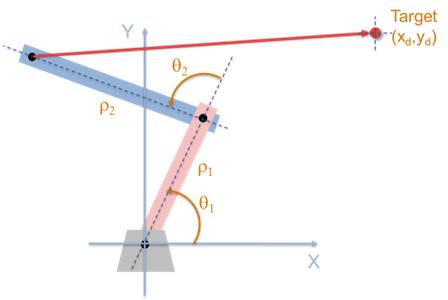 Target
(x_d,y_d)
Y
θ₂
ρ₂
ρ₁
θ₁
X